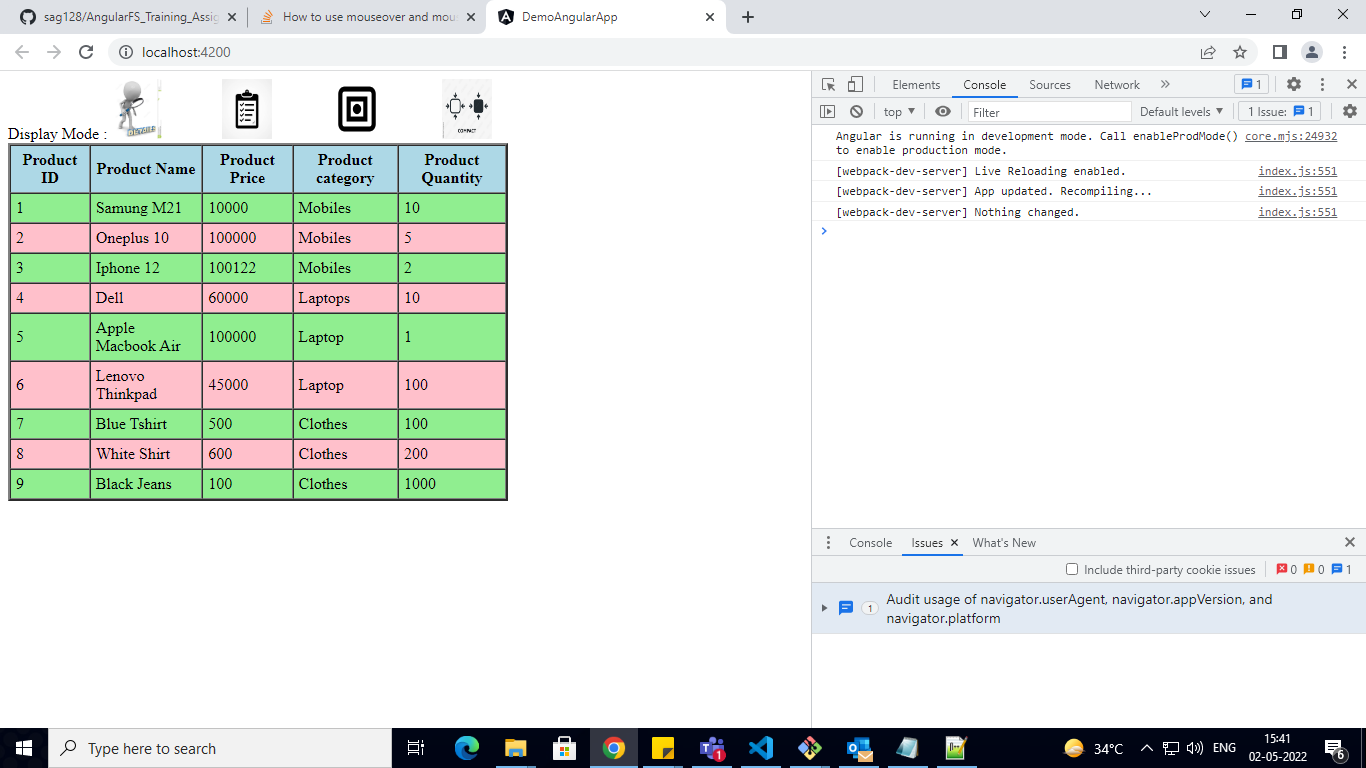 sag128/AngularFS_Training_Assig
How to use mouseover and mou
DemoAngularApp
localhost:4200
DETAILS
COMPACT
Display Mode :
Product ID Product Name Product Price Product category Product Quantity
1 Samung M21 10000 Mobiles 10
2 Oneplus 10 100000 Mobiles 5
3 Iphone 12 100122 Mobiles 2
4 Dell 60000 Laptops 10
5 Apple Macbook Air 100000 Laptop 1
6 Lenovo Thinkpad 45000 Laptop 100
7 Blue Tshirt 500 Clothes 100
8 White Shirt 600 Clothes 200
9 Black Jeans 100 Clothes 1000
Elements Console Sources Network 1
top Filter Default levels 1 Issue: 1
Angular is running in development mode. Call enableProdMode() core.mjs:24932
to enable production mode.
[webpack-dev-server] Live Reloading enabled. index.js:551
[webpack-dev-server] App updated. Recompiling... index.js:551
[webpack-dev-server] Nothing changed. index.js:551
Console Issues What's New
Include third-party cookie issues 0 0 1
1 Audit usage of navigator.userAgent, navigator.appVersion, and
navigator.platform
Type here to search
1
34°C
ENG
15:41
02-05-2022
6